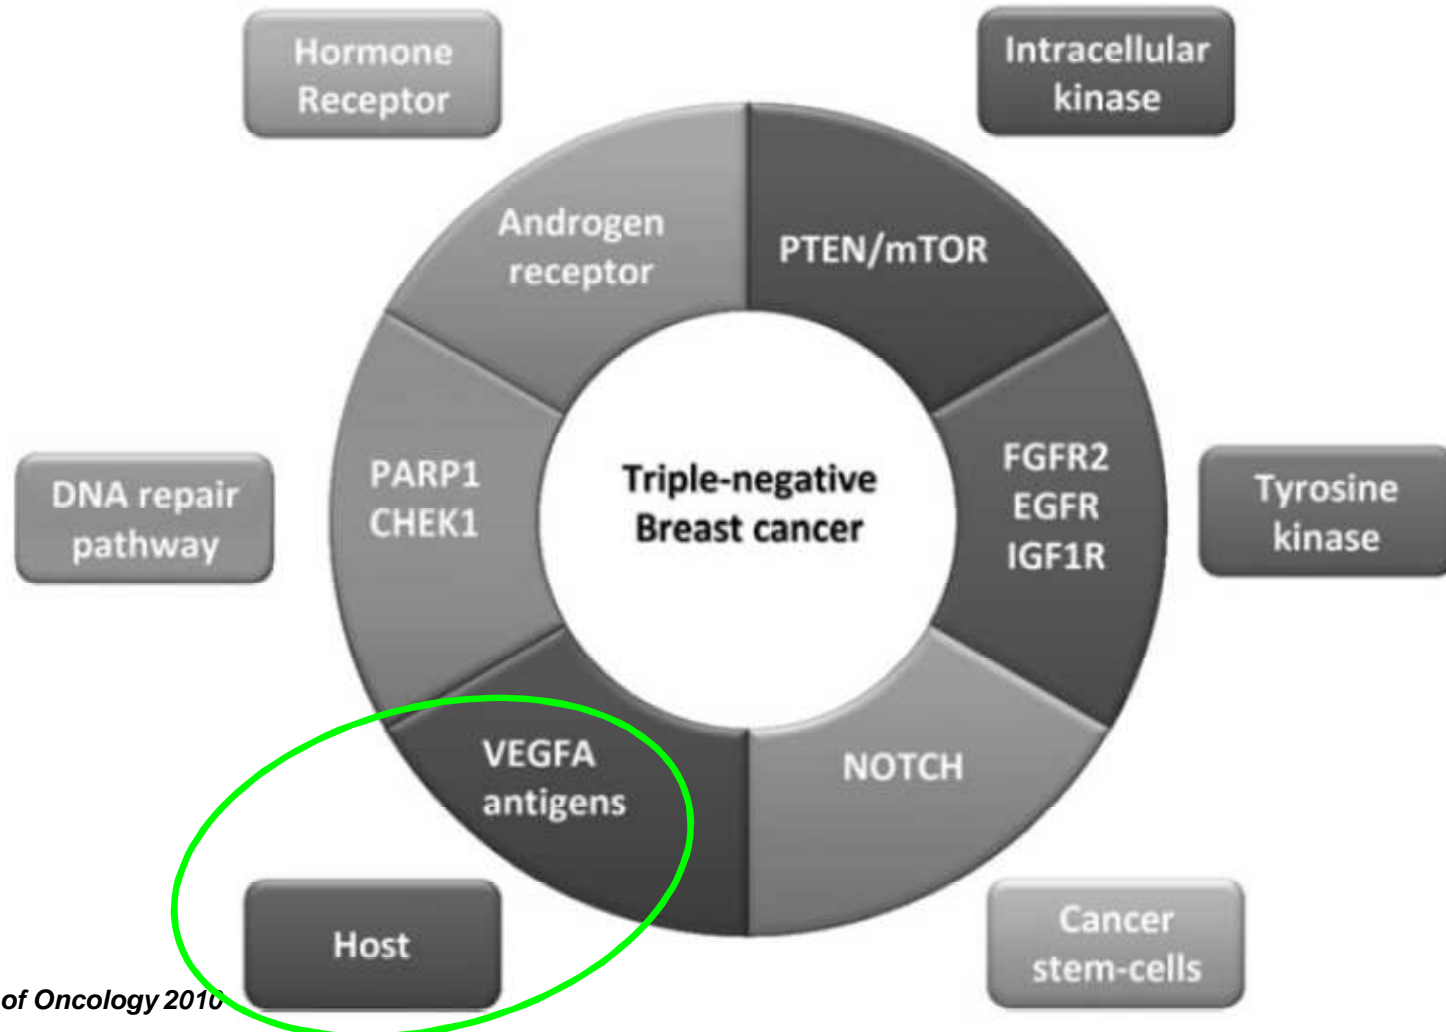 Hormone
Receptor
Intracellular
kinase
Androgen
receptor
PTEN/mTOR
DNA repair
pathway
PARP1
CHEK1
Triple-negative
Breast cancer
FGFR2
EGFR
IGF1R
Tyrosine
kinase
VEGFA
antigens
NOTCH
Host
Cancer
stem-cells
of Oncology 2010